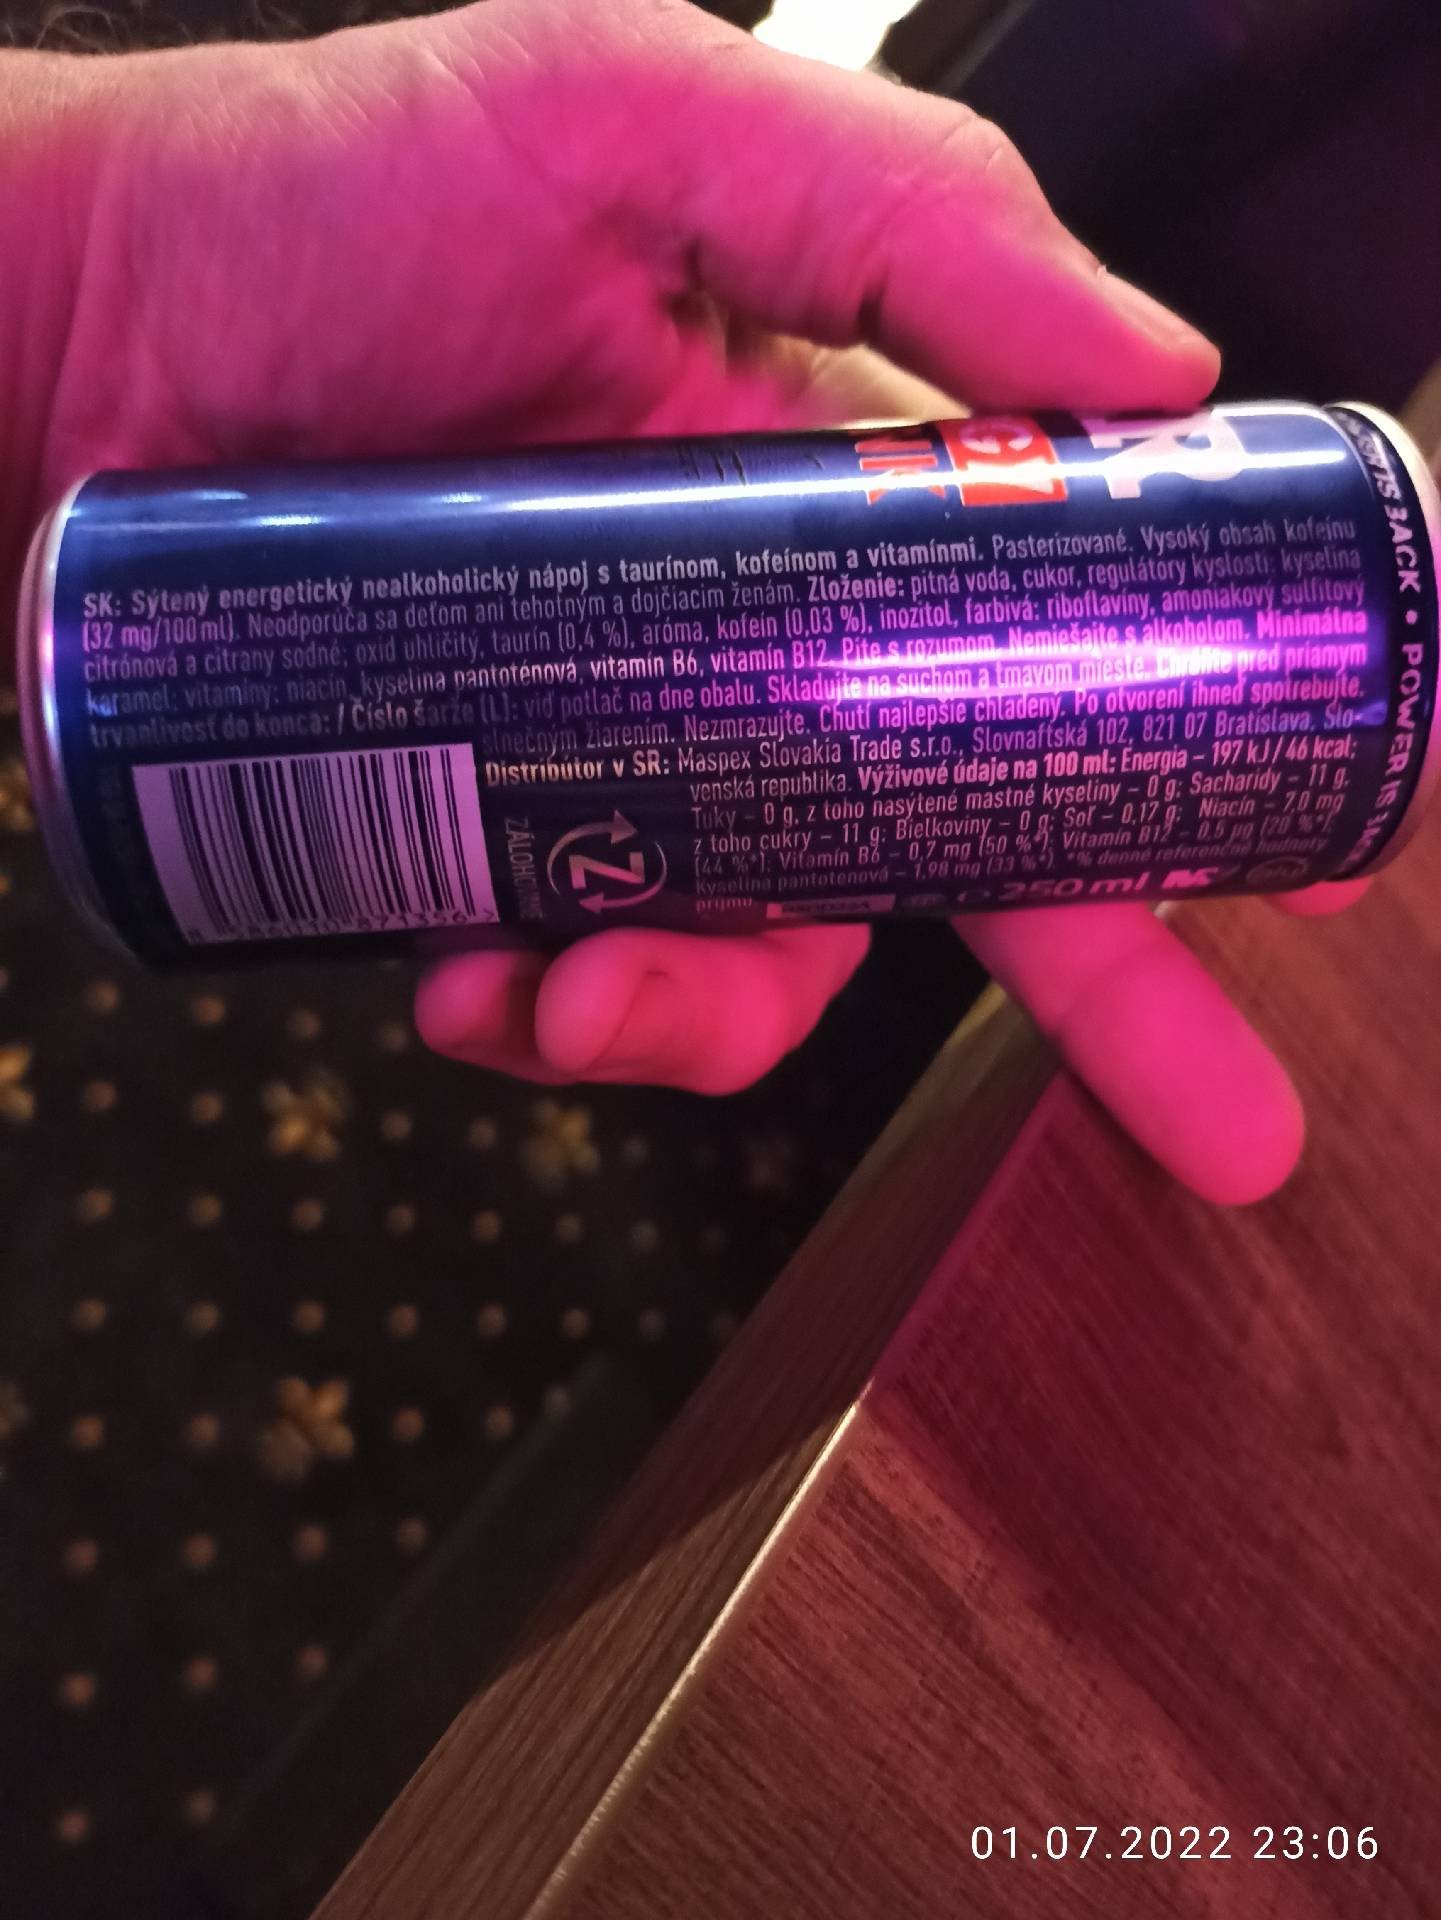 SK: Sýtený energetický nealkoholický nápoj s taurínom, kofeínom a vitamínmi. Pasterizované. Vysoký obsah kofeínu
(32 mg/100 ml). Neodporúča sa deťom ani tehotným a dojčiacim ženám. Zloženie: pitná voda, cukor, regulátory kyslosti: kyselina
citrónová a citrany sodné; oxid uhličitý, taurín (0,4 %), aróma, kofeín (0,03 %), inozitol, farbivá: riboflavíny, amoniakový sulfitový
karamel; vitamíny: niacín, kyselina pantoténová, vitamín B6, vitamín B12. Pite s rozumom. Nemiešajte s alkoholom. Minimálna
trvanlivosť do konca: / Číslo šarže (L): viď potlač na dne obalu. Skladujte na suchom a tmavom mieste. Chráňte pred priamym
slnečným žiarením. Nezmrazujte. Chutí najlepšie chladený. Po otvorení ihneď spotrebujte.
Distribútor v SR: Maspex Slovakia Trade s.r.o., Slovnaftská 102, 821 07 Bratislava, Slo-
venská republika. Výživové údaje na 100 ml: Energia – 197 kJ / 46 kcal;
Tuky – 0 g, z toho nasýtené mastné kyseliny – 0 g; Sacharidy – 11 g,
z toho cukry – 11 g; Bielkoviny – 0 g; Soľ – 0,17 g; Niacín – 7,0 mg
(44 %*); Vitamín B6 – 0,7 mg (50 %*); Vitamín B12 – 0,5 µg (20 %*);
Kyselina pantoténová – 1,98 mg (33 %*). *% dennej referenčnej hodnoty
príjmu.
250 ml
ZÁLOHOVANÉ
Z
R
GY
NK
POWER IS BACK
01.07.2022 23:06